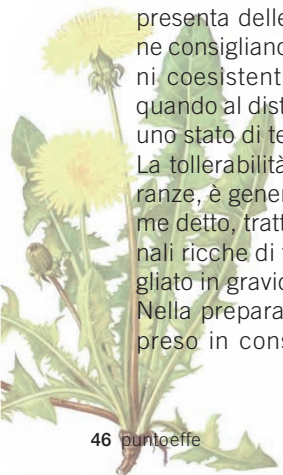 presenta delle
ne consigliano
ni coesistent
quando al dist
uno stato di te
La tollerabilità
ranze, è gener
me detto, tratt
nali ricche di
gliato in gravid
Nella prepara
preso in cons
46 puntoeffe